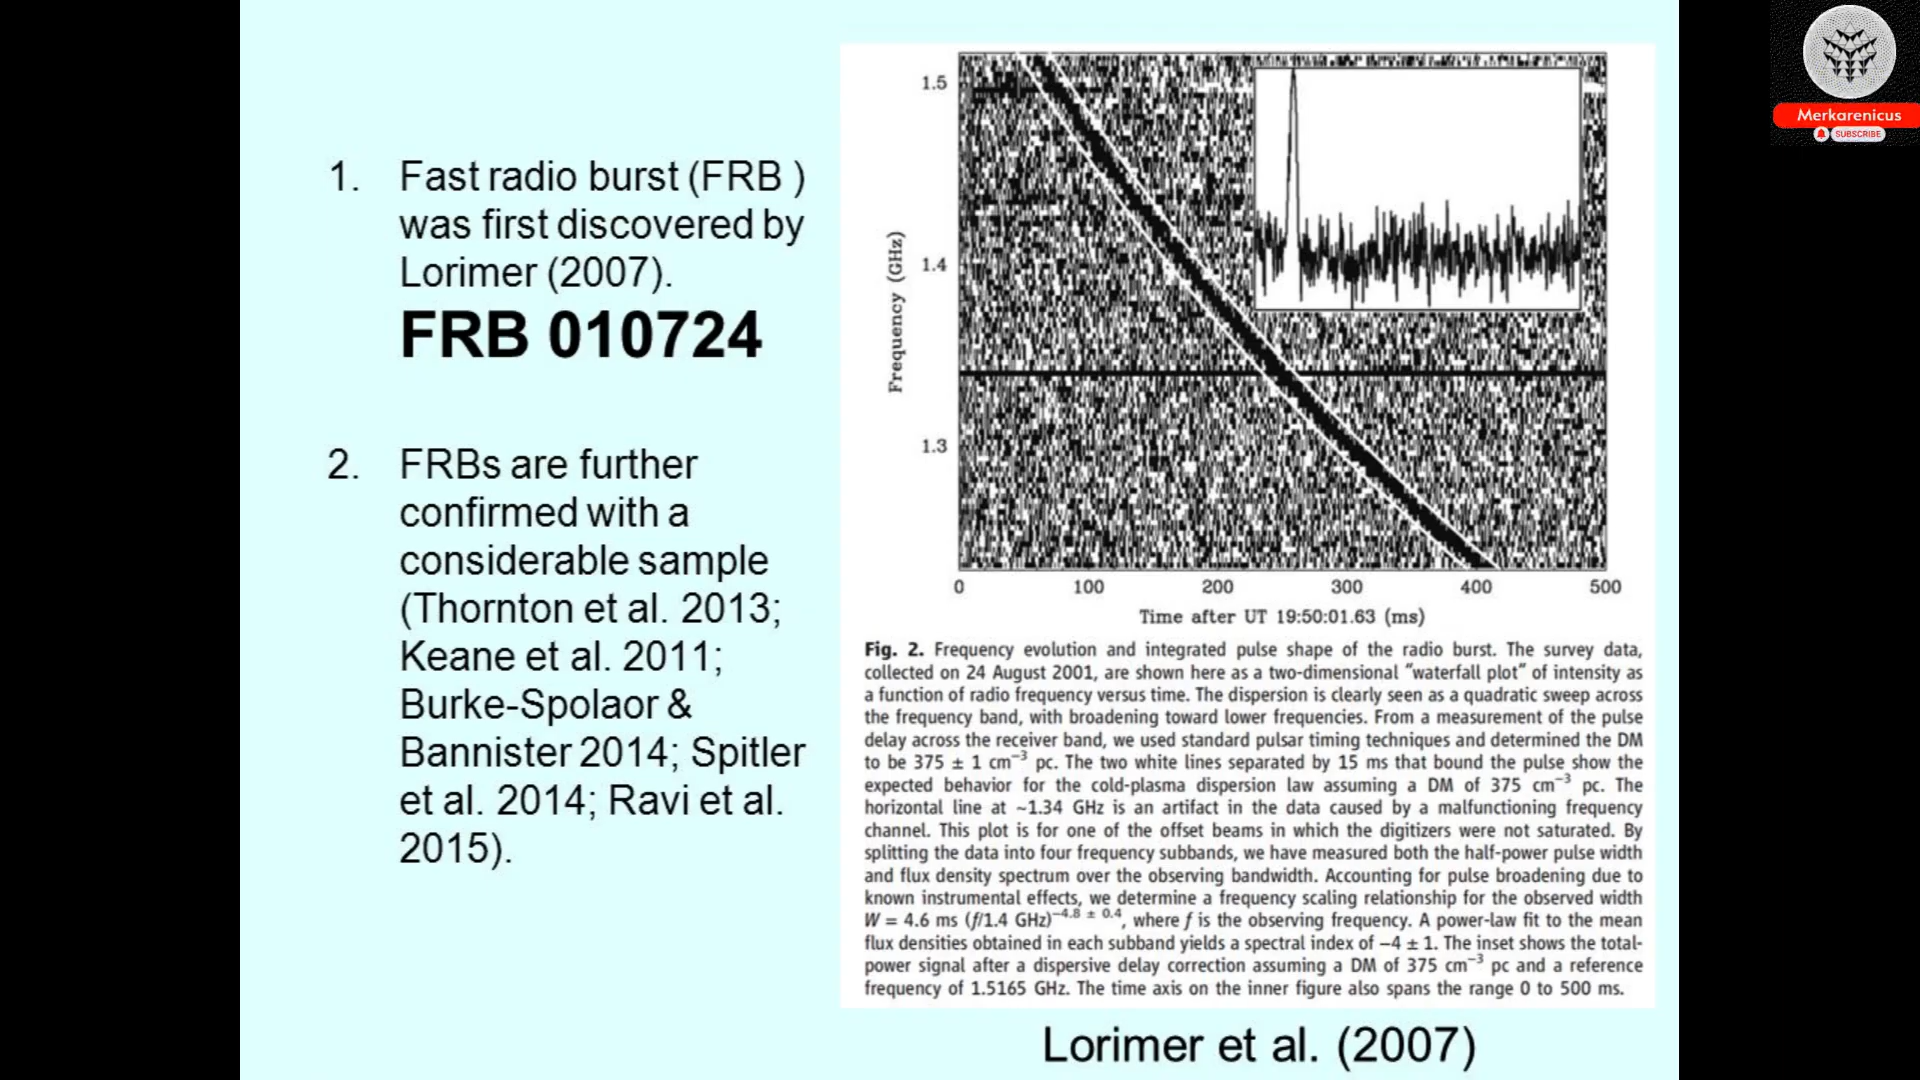 Merkarenicus
SUBSCRIBE
1. Fast radio burst (FRB )
was first discovered by
Lorimer (2007).
FRB 010724
2. FRBs are further
confirmed with a
considerable sample
(Thornton et al. 2013;
Keane et al. 2011;
Burke-Spolaor &
Bannister 2014; Spitler
et al. 2014; Ravi et al.
2015).
Frequency (GHz)
1.5
1.4
1.3
0 100 200 300 400 500
Time after UT 19:50:01.63 (ms)
Fig. 2. Frequency evolution and integrated pulse shape of the radio burst. The survey data,
collected on 24 August 2001, are shown here as a two-dimensional “waterfall plot” of intensity as
a function of radio frequency versus time. The dispersion is clearly seen as a quadratic sweep across
the frequency band, with broadening toward lower frequencies. From a measurement of the pulse
delay across the receiver band, we used standard pulsar timing techniques and determined the DM
to be 375 ± 1 cm⁻³ pc. The two white lines separated by 15 ms that bound the pulse show the
expected behavior for the cold-plasma dispersion law assuming a DM of 375 cm⁻³ pc. The
horizontal line at ~1.34 GHz is an artifact in the data caused by a malfunctioning frequency
channel. This plot is for one of the offset beams in which the digitizers were not saturated. By
splitting the data into four frequency subbands, we have measured both the half-power pulse width
and flux density spectrum over the observing bandwidth. Accounting for pulse broadening due to
known instrumental effects, we determine a frequency scaling relationship for the observed width
W = 4.6 ms (f/1.4 GHz)⁻⁴·⁸ ± ⁰·⁴, where f is the observing frequency. A power-law fit to the mean
flux densities obtained in each subband yields a spectral index of −4 ± 1. The inset shows the total-
power signal after a dispersive delay correction assuming a DM of 375 cm⁻³ pc and a reference
frequency of 1.5165 GHz. The time axis on the inner figure also spans the range 0 to 500 ms.
Lorimer et al. (2007)